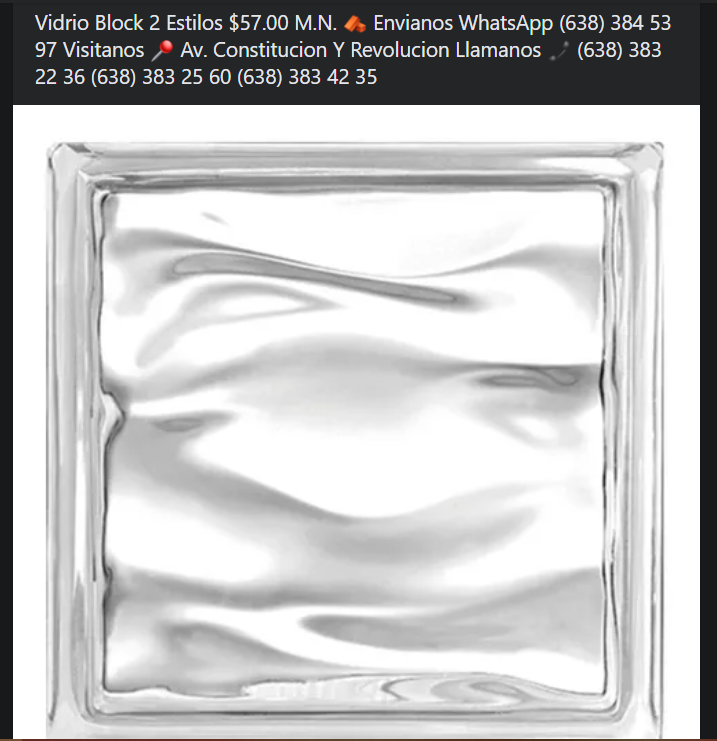 Vidrio Block 2 Estilos $57.00 M.N. Envianos WhatsApp (638) 384 53
97 Visitanos 📍 Av. Constitucion Y Revolucion Llamanos 📞 (638) 383
22 36 (638) 383 25 60 (638) 383 42 35